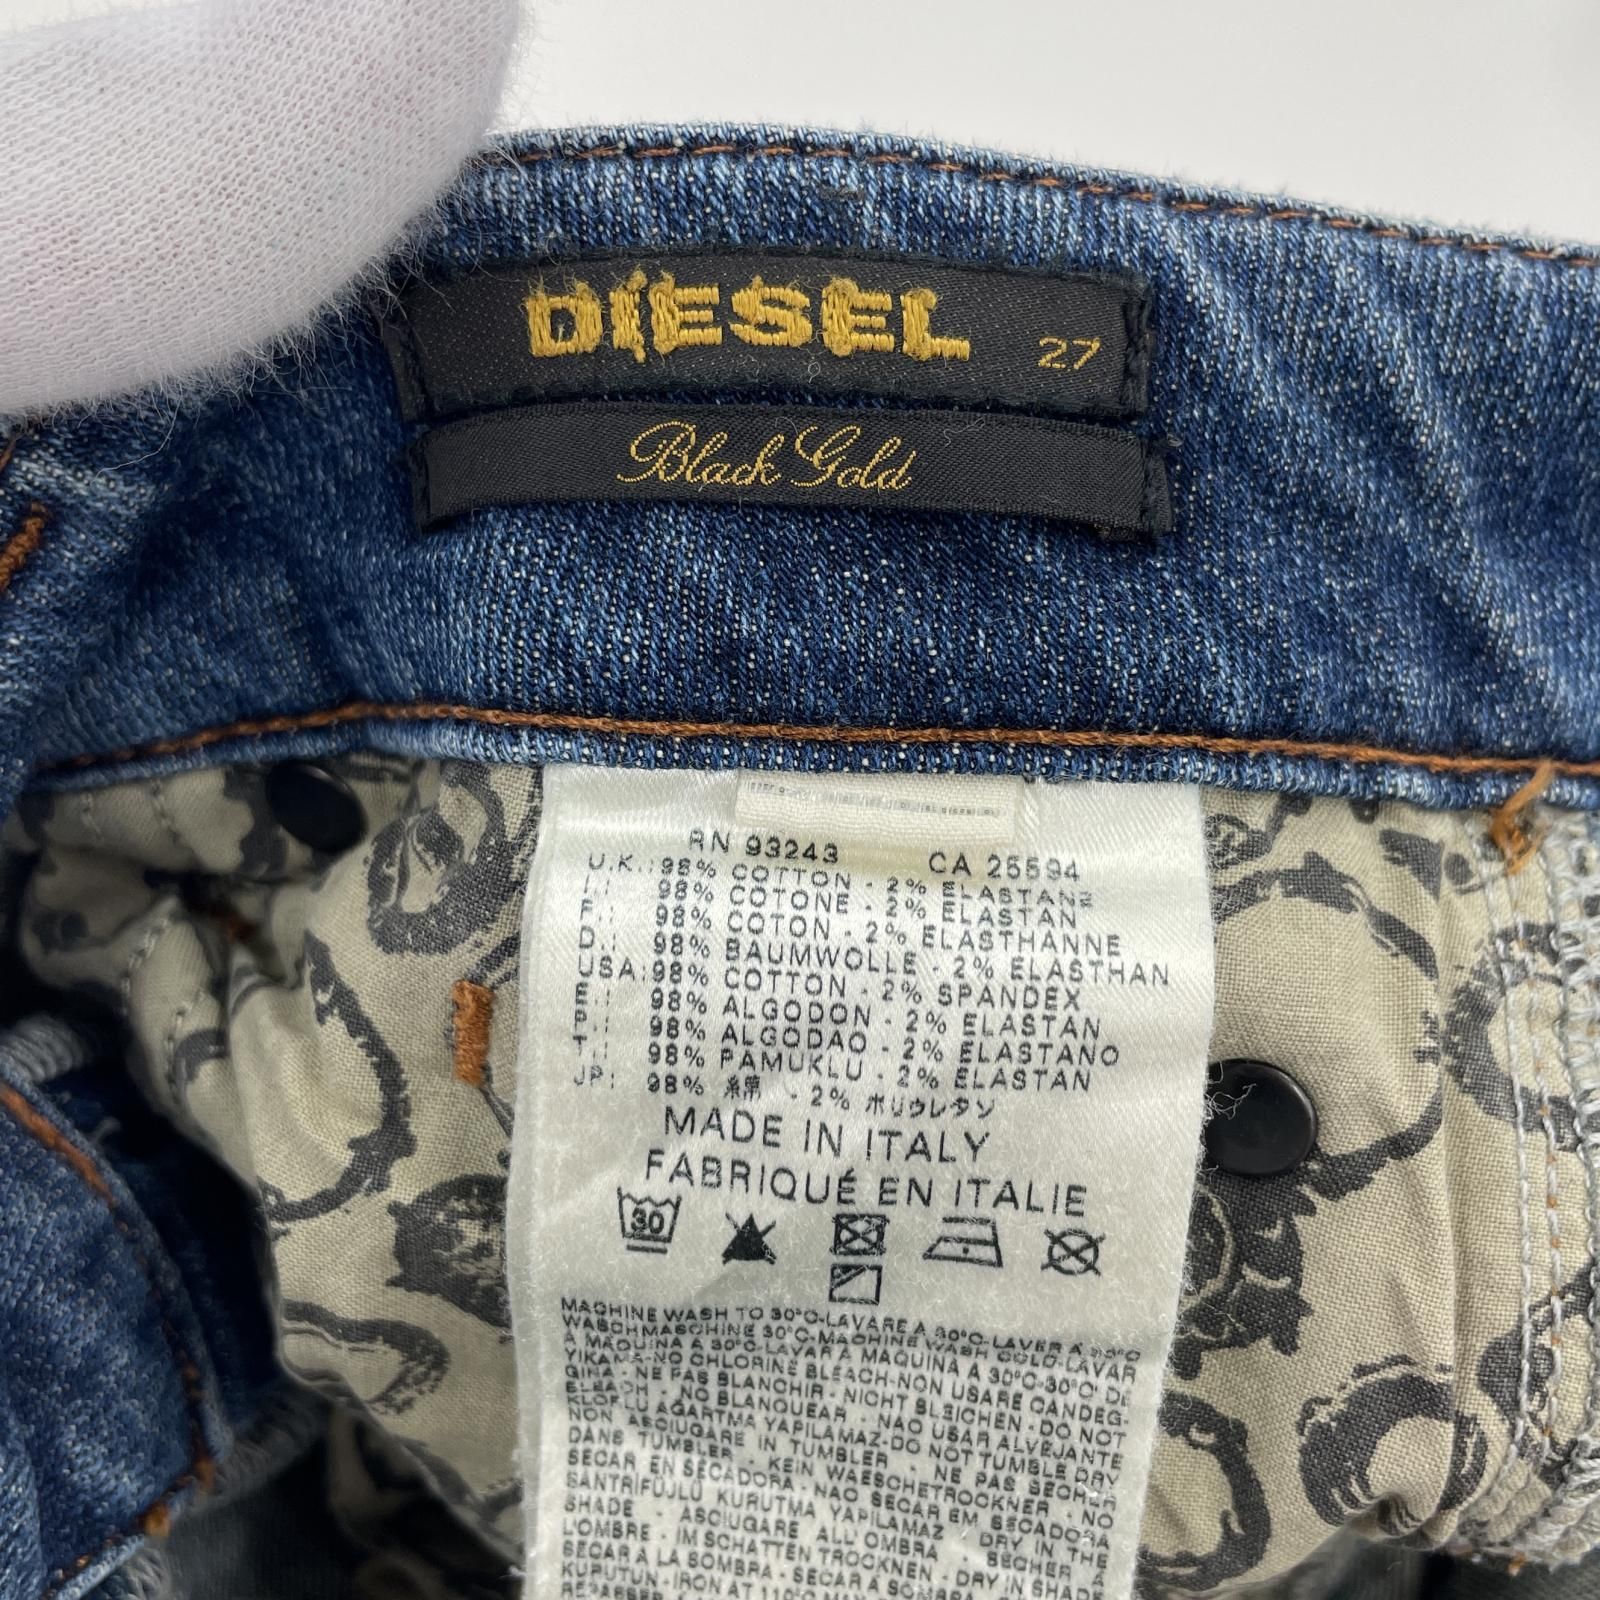 DIESEL 27
Black Gold
RN 93243 CA 25594
U.K.: 98% COTTON - 2% ELASTANE
I.: 98% COTONE - 2% ELASTAN
F.: 98% COTON - 2% ELASTHANNE
D.: 98% BAUMWOLLE - 2% ELASTHAN
USA: 98% COTTON - 2% SPANDEX
E.: 98% ALGODON - 2% ELASTAN
P.: 98% ALGODAO - 2% ELASTANO
T.: 98% PAMUKLU - 2% ELASTAN
JP: 98% 綿 - 2% ポリウレタン
MADE IN ITALY
FABRIQUÉ EN ITALIE
30
MACHINE WASH TO 30°C-LAVARE A 30°C-LAVER A 30°C
WASCHMASCHINE 30°C-MACHINE WASH COLD-LAVAR
A MAQUINA A 30°C-LAVAR A MAQUINA A 30°C-30°C' DE
YIKAMA-NO CHLORINE BLEACH-NON USARE CANDEG-
GINA - NE PAS BLANCHIR - NICHT BLEICHEN - DO NOT
BLEACH - NO BLANQUEAR - NAO USAR ALVEJANTE
KLOFLU AGARTMA YAPILAMAZ-DO NOT TUMBLE DRY
NON ASCIUGARE IN TUMBLER - NE PAS SECHER
DANS TUMBLER - KEIN WAESCHETROCKNER - NO
SECAR EN SECADORA - NAO SECAR EM SECADORA
SANTRIFUJLU KURUTMA YAPILAMAZ - DRY IN THE
SHADE - ASCIUGARE ALL'OMBRA - SECHER A
L'OMBRE - IM SCHATTEN TROCKNEN - DRY IN SHADE
SECAR A LA SOMBRA - SECAR A SOMBRA
KURUTUN - IRON AT 110°C MAX
REPASSER